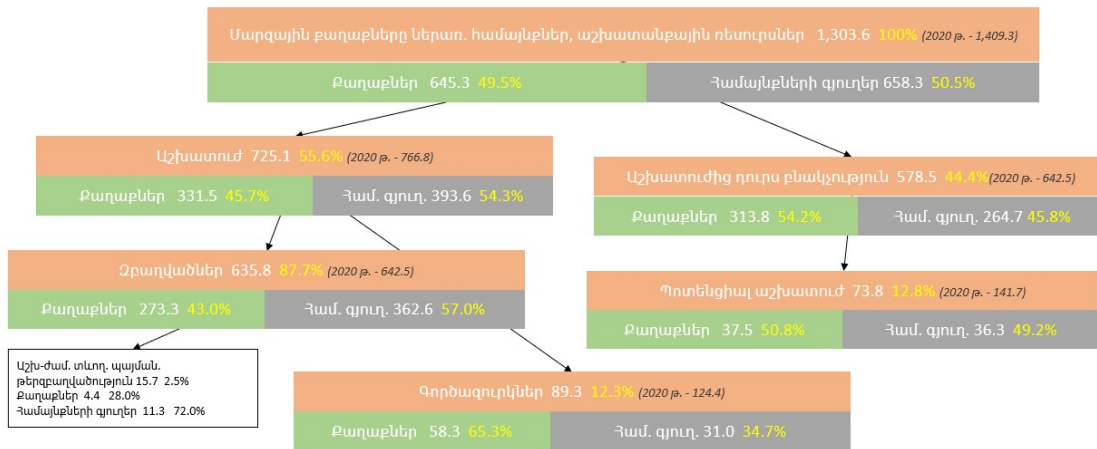 Մարզային քաղաքները ներառ. համայնքներ, աշխատանքային ռեսուրսներ 1,303.6 100% (2020 թ. - 1,409.3)
Քաղաքներ 645.3 49.5%
Համայնքների գյուղեր 658.3 50.5%
Աշխատուժ 725.1 55.6% (2020 թ. - 766.8)
Քաղաքներ 331.5 45.7%
Համ. գյուղ. 393.6 54.3%
Աշխատուժից դուրս բնակչություն 578.5 44.4%(2020 թ. - 642.5)
Քաղաքներ 313.8 54.2%
Համ. գյուղ. 264.7 45.8%
Զբաղվածներ 635.8 87.7% (2020 թ. - 642.5)
Քաղաքներ 273.3 43.0%
Համ. գյուղ. 362.6 57.0%
Պոտենցիալ աշխատուժ 73.8 12.8% (2020 թ. - 141.7)
Քաղաքներ 37.5 50.8%
Համ. գյուղ. 36.3 49.2%
Աշխ-ժամ. տևող. պայման.
թերզբաղվածություն 15.7 2.5%
Քաղաքներ 4.4 28.0%
Համայնքների գյուղեր 11.3 72.0%
Գործազուրկներ 89.3 12.3% (2020 թ. - 124.4)
Քաղաքներ 58.3 65.3%
Համ. գյուղ. 31.0 34.7%